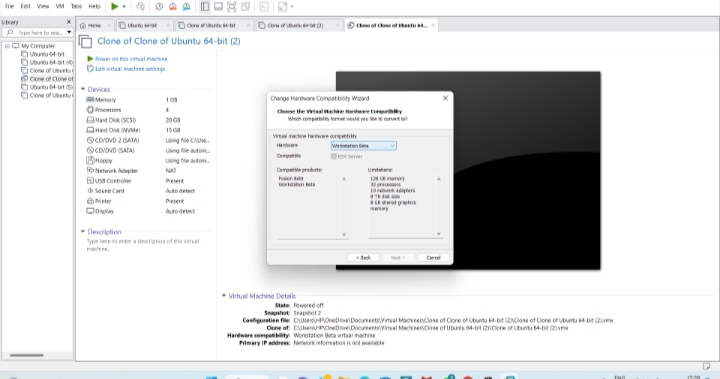 File Edit View VM Tabs Help
Library
Home
Ubuntu 64-bit
Clone of Ubuntu 64-bit
Clone of Ubuntu 64-bit (2)
Clone of Clone of Ubuntu 64...
Type here to sea...
My Computer
Ubuntu 64-bit
Ubuntu 64-bit (4)
Clone of Ubuntu
Clone of Clone of
Ubuntu 64-bit (5)
Clone of Ubuntu
Clone of Clone of Ubuntu 64-bit (2)
Power on this virtual machine
Edit virtual machine settings
Devices
Memory 1 GB
Processors 4
Hard Disk (SCSI) 20 GB
Hard Disk (NVMe) 15 GB
CD/DVD 2 (SATA) Using file C:\Use...
CD/DVD (SATA) Using file autoin...
Floppy Using file autoin...
Network Adapter NAT
USB Controller Present
Sound Card Auto detect
Printer Present
Display Auto detect
Description
Type here to enter a description of this virtual
machine.
Change Hardware Compatibility Wizard
Choose the Virtual Machine Hardware Compatibility
Which compatibility format would you like to convert to?
Virtual machine hardware compatibility
Hardware Workstation Beta
Compatible ESX Server
Compatible products: Limitations:
Fusion Beta
Workstation Beta
128 GB memory
32 processors
10 network adapters
8 TB disk size
8 GB shared graphics
memory
< Back Next > Cancel
Virtual Machine Details
State: Powered off
Snapshot: Snapshot 2
Configuration file: C:\Users\HP\OneDrive\Documents\Virtual Machines\Clone of Clone of Ubuntu 64-bit (2)\Clone of Clone of Ubuntu 64-bit (2).vmx
Clone of: C:\Users\HP\OneDrive\Documents\Virtual Machines\Clone of Ubuntu 64-bit (2)\Clone of Ubuntu 64-bit (2).vmx
Hardware compatibility: Workstation Beta virtual machine
Primary IP address: Network information is not available
ENG